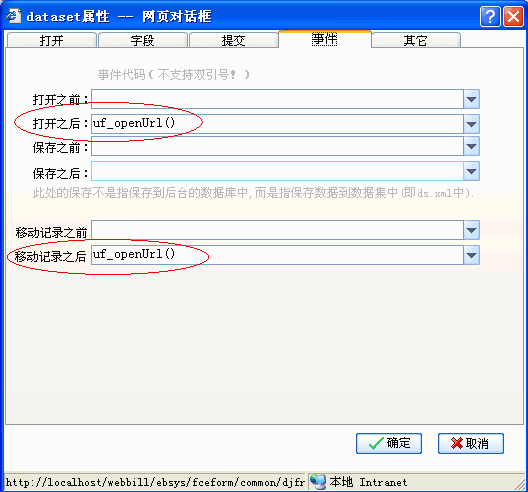 dataset属性 -- 网页对话框
打开 字段 提交 事件 其它
事件代码(不支持双引号!)
打开之前:
打开之后: uf_openUrl()
保存之前:
保存之后:
此处的保存不是指保存到后台的数据库中,而是指保存数据到数据集中(即ds.xml中).
移动记录之前
移动记录之后 uf_openUrl()
确定 取消
http://localhost/webbill/ebsys/fceform/common/djfr 本地 Intranet